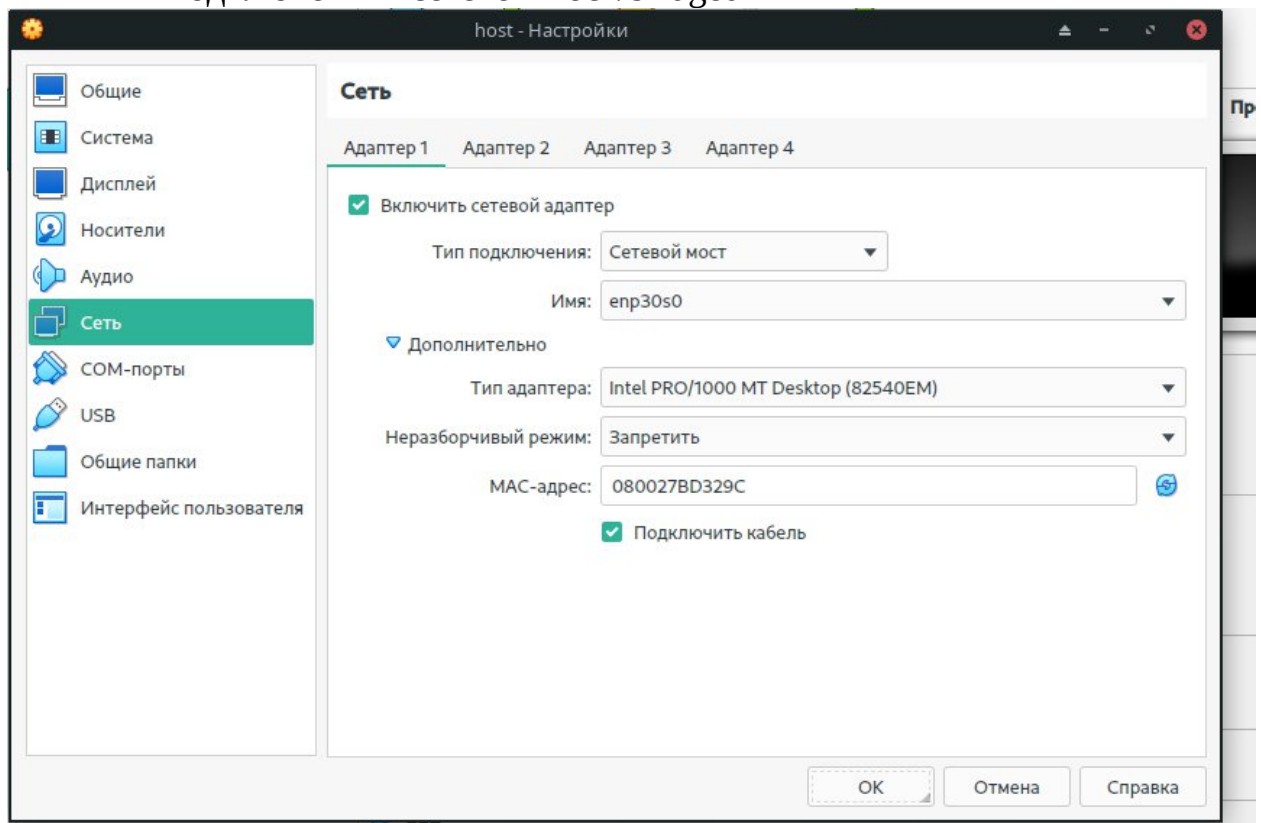 host - Настройки
Общие
Система
Дисплей
Носители
Аудио
Сеть
COM-порты
USB
Общие папки
Интерфейс пользователя
Сеть
Адаптер 1 Адаптер 2 Адаптер 3 Адаптер 4
Включить сетевой адаптер
Тип подключения: Сетевой мост
Имя: enp30s0
Дополнительно
Тип адаптера: Intel PRO/1000 MT Desktop (82540EM)
Неразборчивый режим: Запретить
MAC-адрес: 080027BD329C
Подключить кабель
OK Отмена Справка